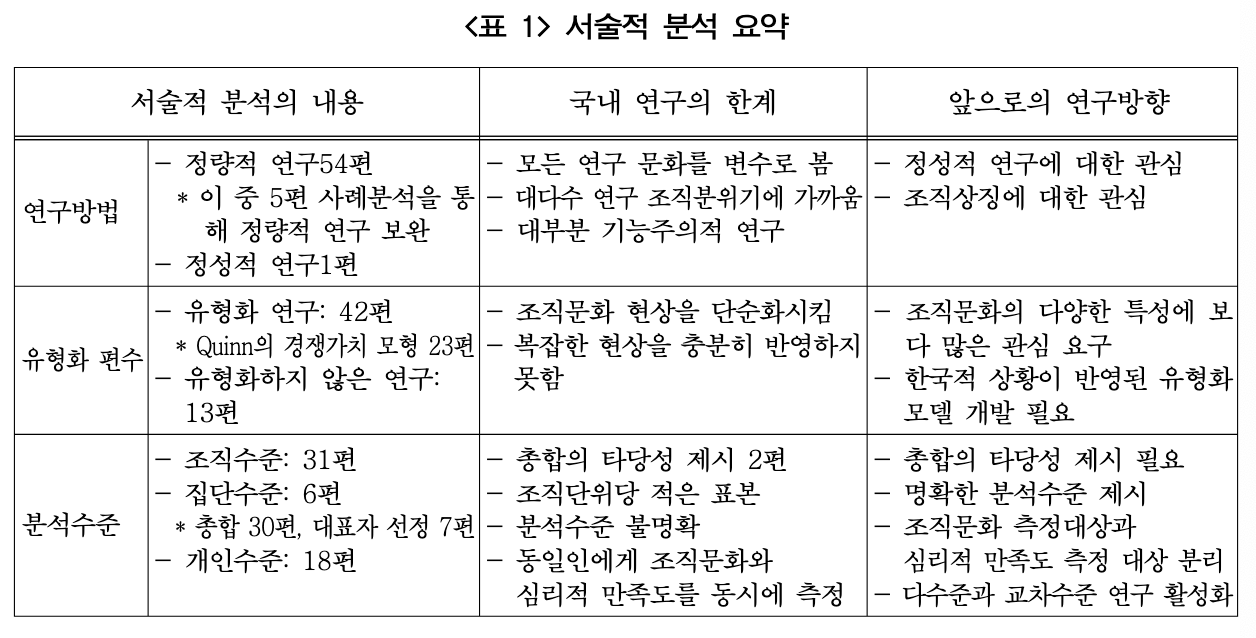 <표 1> 서술적 분석 요약
서술적 분석의 내용
국내 연구의 한계
앞으로의 연구방향
연구방법
- 정량적 연구54편
* 이 중 5편 사례분석을 통
해 정량적 연구 보완
- 정성적 연구1편
- 모든 연구 문화를 변수로 봄
- 대다수 연구 조직분위기에 가까움
- 대부분 기능주의적 연구
- 정성적 연구에 대한 관심
- 조직상징에 대한 관심
유형화 편수
- 유형화 연구: 42편
* Quinn의 경쟁가치 모형 23편
- 유형화하지 않은 연구:
13편
- 조직문화 현상을 단순화시킴
- 복잡한 현상을 충분히 반영하지
못함
- 조직문화의 다양한 특성에 보
다 많은 관심 요구
- 한국적 상황이 반영된 유형화
모델 개발 필요
분석수준
- 조직수준: 31편
- 집단수준: 6편
* 총합 30편, 대표자 선정 7편
- 개인수준: 18편
- 총합의 타당성 제시 2편
- 조직단위당 적은 표본
- 분석수준 불명확
- 동일인에게 조직문화와
심리적 만족도를 동시에 측정
- 총합의 타당성 제시 필요
- 명확한 분석수준 제시
- 조직문화 측정대상과
심리적 만족도 측정 대상 분리
- 다수준과 교차수준 연구 활성화